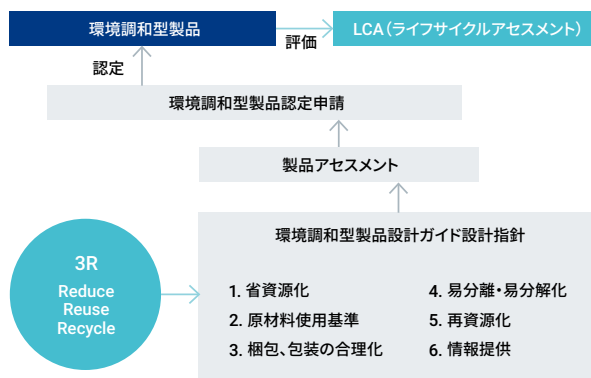 環境調和型製品
評価
LCA(ライフサイクルアセスメント)
認定
環境調和型製品認定申請
製品アセスメント
3R
Reduce
Reuse
Recycle
環境調和型製品設計ガイド設計指針
1. 省資源化
2. 原材料使用基準
3. 梱包、包装の合理化
4. 易分離・易分解化
5. 再資源化
6. 情報提供